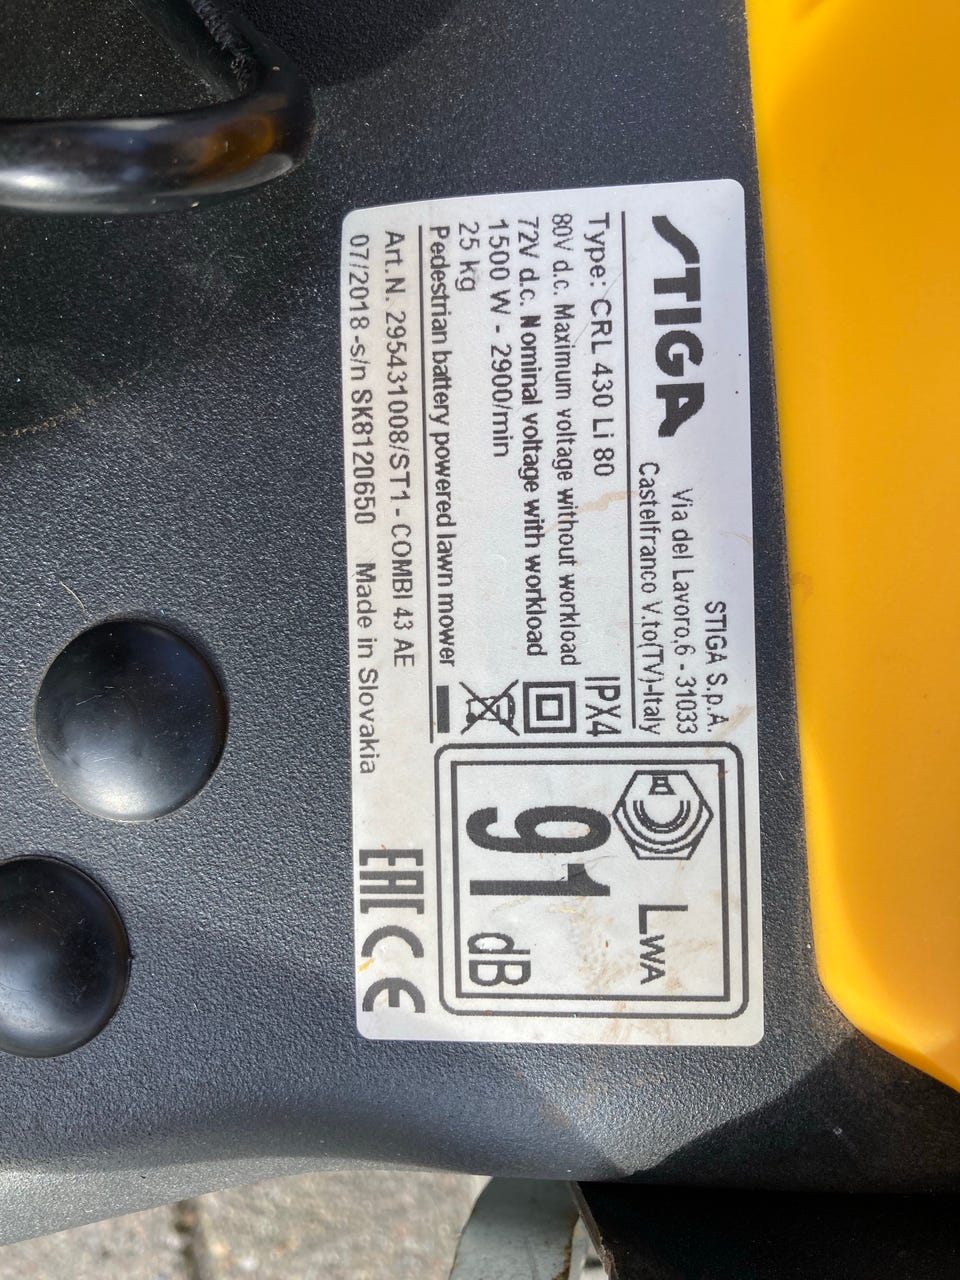 STIGA
STIGA S.p.A.
Via del Lavoro,6 - 31033
Castelfranco V.to(TV)-Italy
Type: CRL 430 Li 80
IPX4
80V d.c. Maximum voltage without workload
72V d.c. Nominal voltage with workload
1500 W - 2900/min
25 kg
Pedestrian battery powered lawn mower
Art.N. 295431008/ST1 - COMBI 43 AE
07/2018 -s/n SK8120650 Made in Slovakia
LWA
91
dB
EAC CE